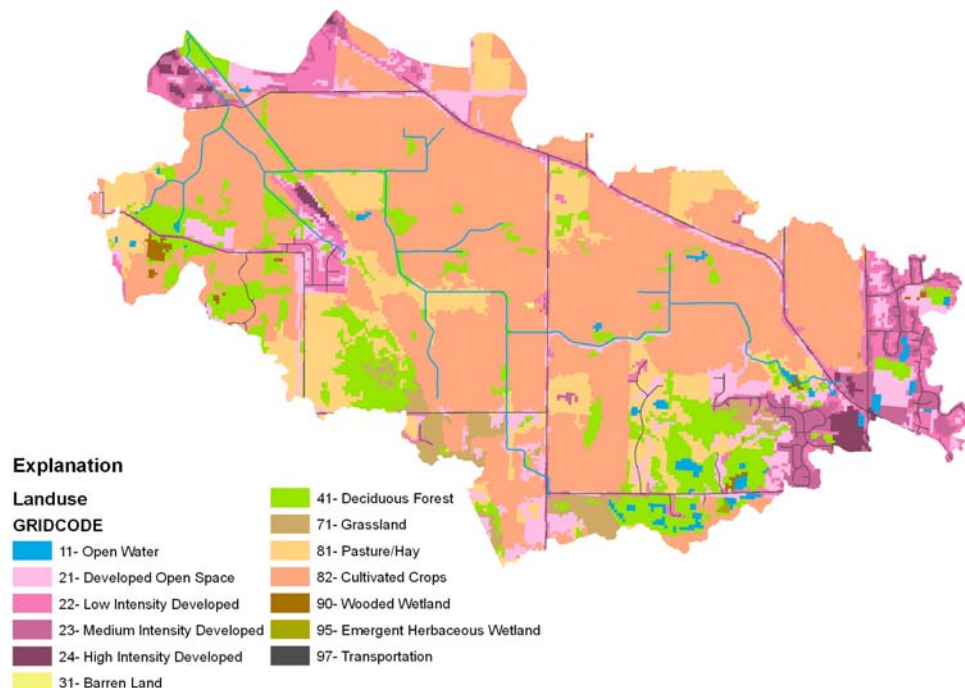 Explanation
Landuse
GRIDCODE
11- Open Water
21- Developed Open Space
22- Low Intensity Developed
23- Medium Intensity Developed
24- High Intensity Developed
31- Barren Land
41- Deciduous Forest
71- Grassland
81- Pasture/Hay
82- Cultivated Crops
90- Wooded Wetland
95- Emergent Herbaceous Wetland
97- Transportation